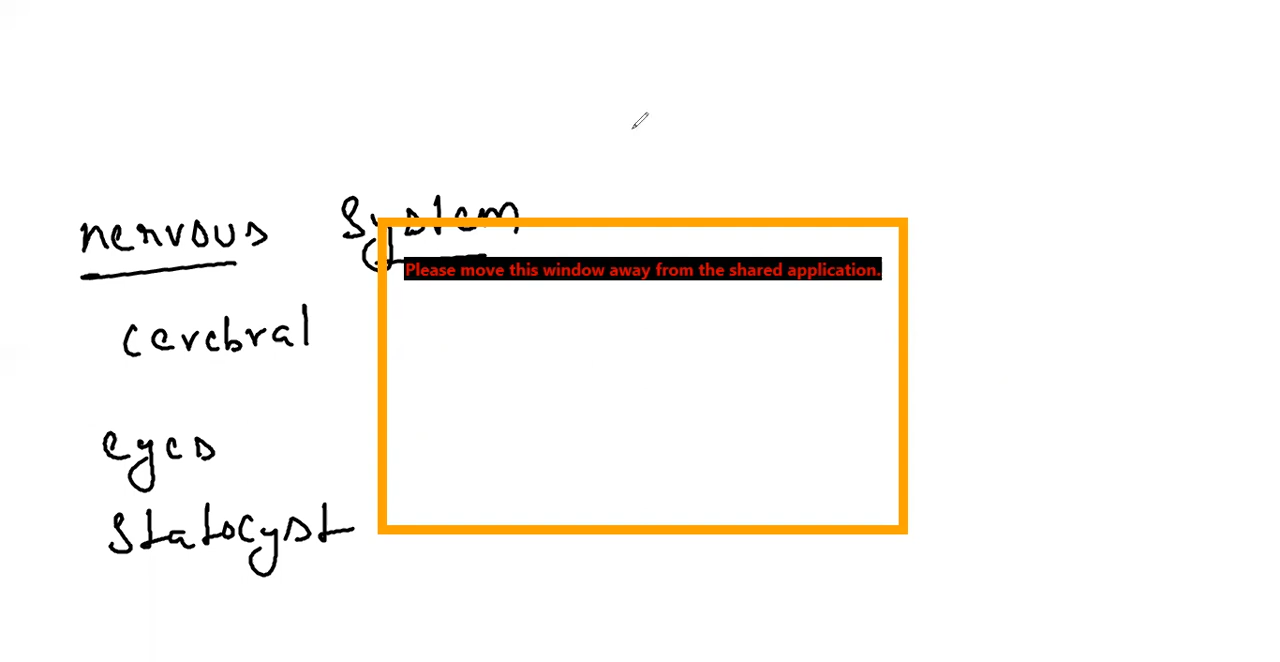 nervous system
Please move this window away from the shared application.
cerebral
eyes
statocyst